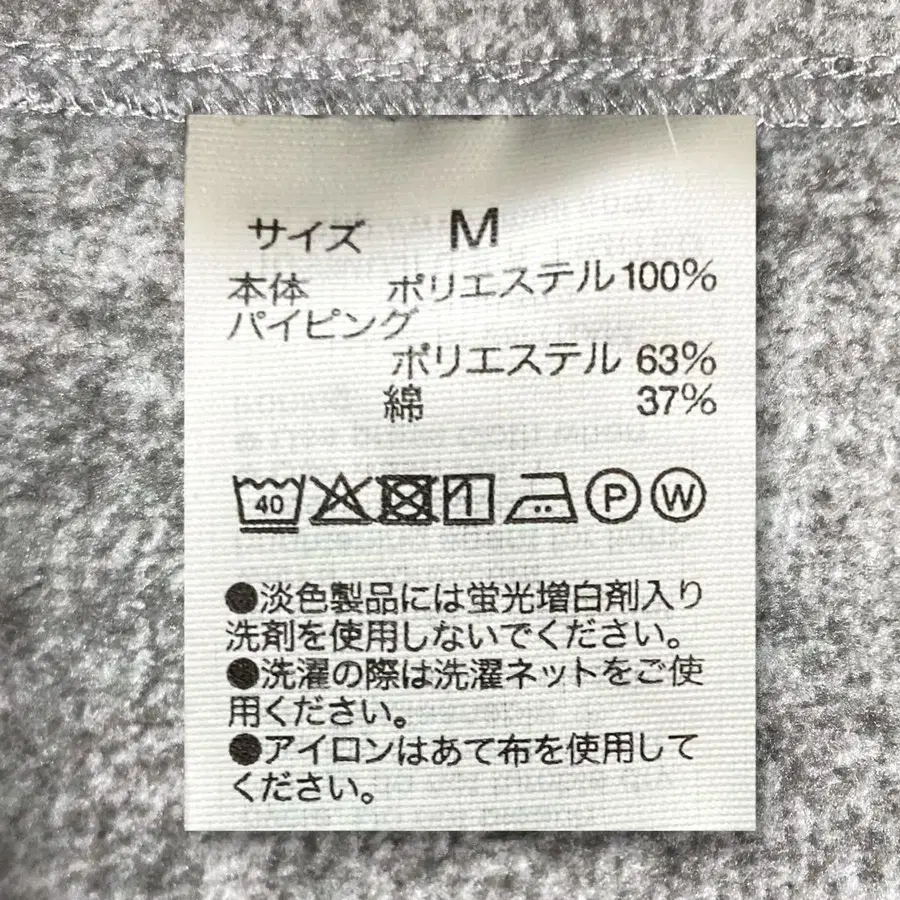 サイズ M
本体 ポリエステル100%
パイピング
ポリエステル 63%
綿 37%
40 P W
●淡色製品には蛍光増白剤入り
洗剤を使用しないでください。
●洗濯の際は洗濯ネットをご使
用ください。
●アイロンはあて布を使用して
ください。